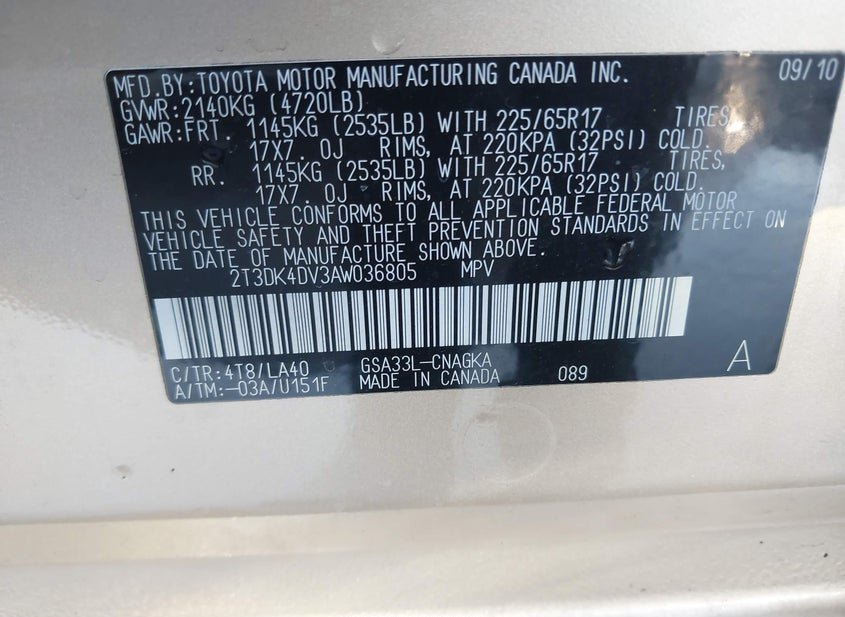 MFD.BY:TOYOTA MOTOR MANUFACTURING CANADA INC. 09/10
GVWR:2140KG (4720LB)
GAWR:FRT. 1145KG (2535LB) WITH 225/65R17 TIRES,
17X7. 0J RIMS, AT 220KPA (32PSI) COLD.
RR. 1145KG (2535LB) WITH 225/65R17 TIRES,
17X7. 0J RIMS, AT 220KPA (32PSI) COLD.
THIS VEHICLE CONFORMS TO ALL APPLICABLE FEDERAL MOTOR
VEHICLE SAFETY AND THEFT PREVENTION STANDARDS IN EFFECT ON
THE DATE OF MANUFACTURE SHOWN ABOVE.
2T3DK4DV3AW036805 MPV
C/TR:4T8/LA40 GSA33L-CNAGKA
A/TM:-03A/U151F MADE IN CANADA 089 A